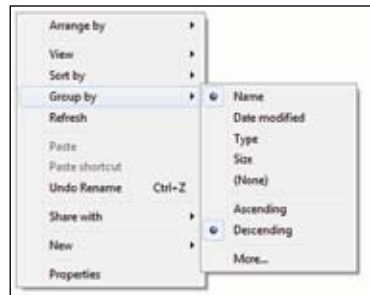 Arrange by
View
Sort by
Group by
Refresh
Paste
Paste shortcut
Undo Rename Ctrl+Z
Share with
New
Properties
Name
Date modified
Type
Size
(None)
Ascending
Descending
More...